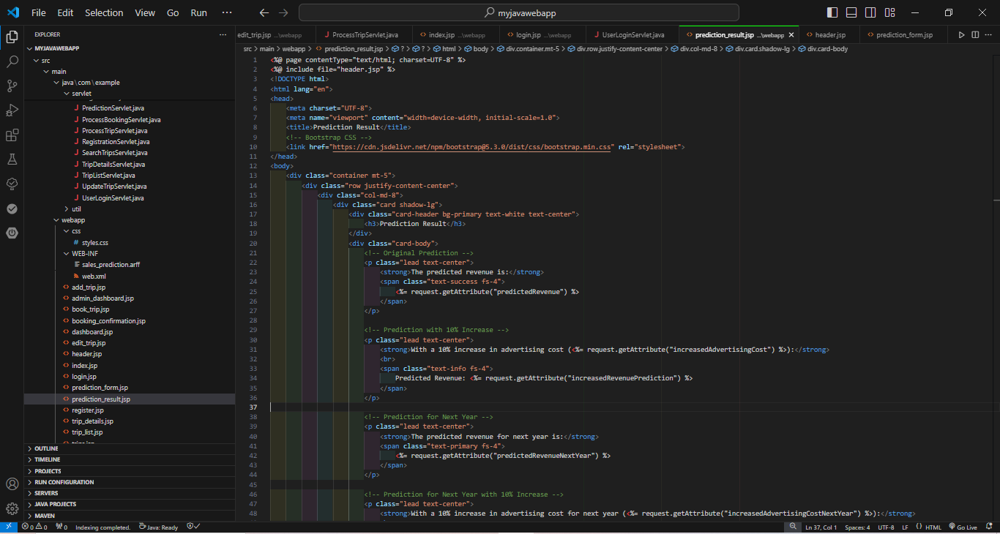 File Edit Selection View Go Run ··· myjavawebapp
EXPLORER ···
edit_trip.jsp ...\webapp ProcessTripServlet.java index.jsp ...\webapp login.jsp ...\webapp UserLoginServlet.java prediction_result.jsp ...\webapp header.jsp prediction_form.jsp
MYJAVAWEBAPP
src
main
java\com\example
servlet
PredictionServlet.java
ProcessBookingServlet.java
ProcessTripServlet.java
RegistrationServlet.java
SearchTripsServlet.java
TripDetailsServlet.java
TripListServlet.java
UpdateTripServlet.java
UserLoginServlet.java
util
webapp
css
styles.css
WEB-INF
sales_prediction.arff
web.xml
add_trip.jsp
admin_dashboard.jsp
book_trip.jsp
booking_confirmation.jsp
dashboard.jsp
edit_trip.jsp
header.jsp
index.jsp
login.jsp
prediction_form.jsp
prediction_result.jsp
register.jsp
trip_details.jsp
trip_list.jsp
OUTLINE
TIMELINE
PROJECTS
RUN CONFIGURATION
SERVERS
JAVA PROJECTS
MAVEN
src > main > webapp > prediction_result.jsp > ? > ? > html > body > div.container.mt-5 > div.row.justify-content-center > div.col-md-8 > div.card.shadow-lg > div.card-body
1 <%@ page contentType="text/html; charset=UTF-8" %>
2 <%@ include file="header.jsp" %>
3 <!DOCTYPE html>
4 <html lang="en">
5 <head>
6 <meta charset="UTF-8">
7 <meta name="viewport" content="width=device-width, initial-scale=1.0">
8 <title>Prediction Result</title>
9 <!-- Bootstrap CSS -->
10 <link href="https://cdn.jsdelivr.net/npm/bootstrap@5.3.0/dist/css/bootstrap.min.css" rel="stylesheet">
11 </head>
12 <body>
13 <div class="container mt-5">
14 <div class="row justify-content-center">
15 <div class="col-md-8">
16 <div class="card shadow-lg">
17 <div class="card-header bg-primary text-white text-center">
18 <h3>Prediction Result</h3>
19 </div>
20 <div class="card-body">
21 <!-- Original Prediction -->
22 <p class="lead text-center">
23 <strong>The predicted revenue is:</strong>
24 <span class="text-success fs-4">
25 <%= request.getAttribute("predictedRevenue") %>
26 </span>
27 </p>
28
29 <!-- Prediction with 10% Increase -->
30 <p class="lead text-center">
31 <strong>With a 10% increase in advertising cost (<%= request.getAttribute("increasedAdvertisingCost") %>):</strong>
32 <br>
33 <span class="text-info fs-4">
34 Predicted Revenue: <%= request.getAttribute("increasedRevenuePrediction") %>
35 </span>
36 </p>
37
38 <!-- Prediction for Next Year -->
39 <p class="lead text-center">
40 <strong>The predicted revenue for next year is:</strong>
41 <span class="text-primary fs-4">
42 <%= request.getAttribute("predictedRevenueNextYear") %>
43 </span>
44 </p>
45
46 <!-- Prediction for Next Year with 10% Increase -->
47 <p class="lead text-center">
48 <strong>With a 10% increase in advertising cost for next year (<%= request.getAttribute("increasedAdvertisingCostNextYear") %>):</strong>
0 0 0 Indexing completed. Java: Ready Ln 37, Col 1 Spaces: 4 UTF-8 LF {} HTML Go Live